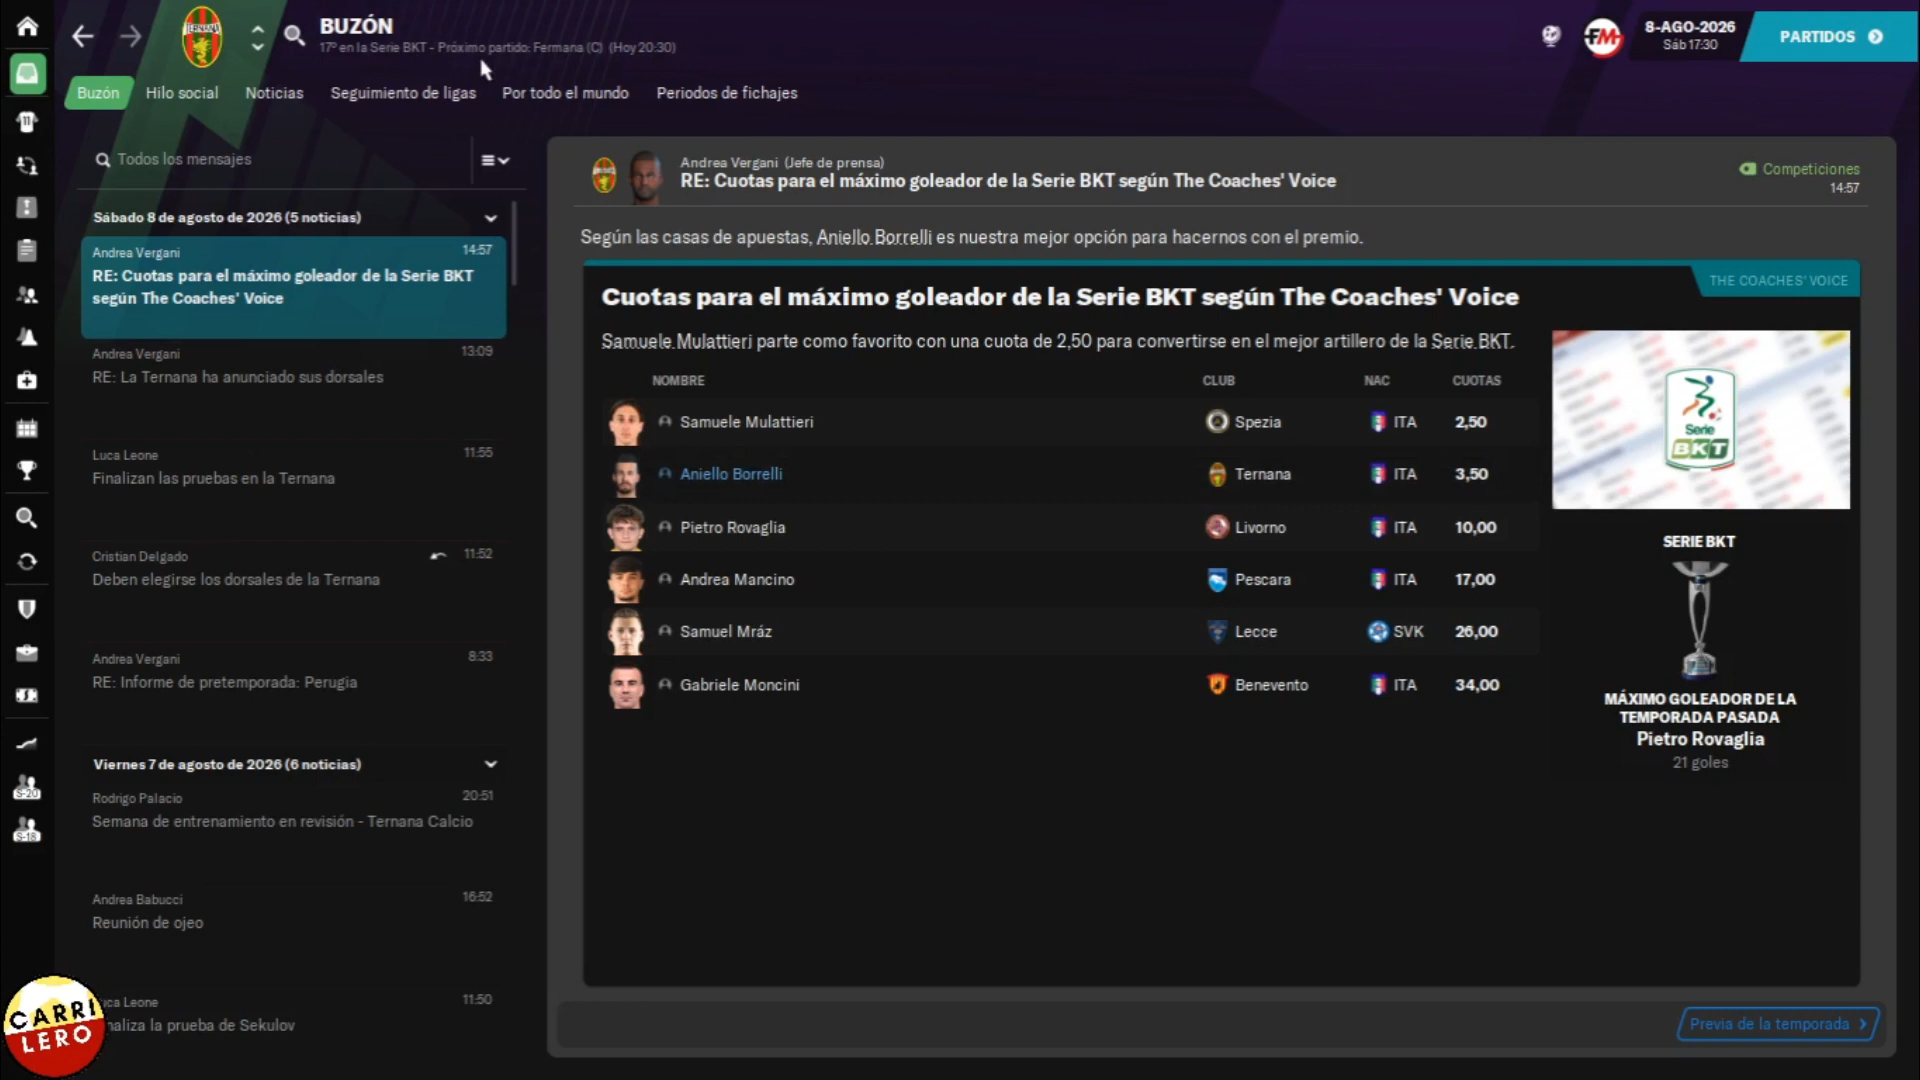 BUZÓN
17º en la Serie BKT - Próximo partido: Fermana (C) (Hoy 20:30)
FM
8-AGO-2026
Sáb 17:30
PARTIDOS
Buzón
Hilo social
Noticias
Seguimiento de ligas
Por todo el mundo
Periodos de fichajes
Todos los mensajes
Sábado 8 de agosto de 2026 (5 noticias)
Andrea Vergani 14:57
RE: Cuotas para el máximo goleador de la Serie BKT
según The Coaches' Voice
Andrea Vergani 13:09
RE: La Ternana ha anunciado sus dorsales
Luca Leone 11:55
Finalizan las pruebas en la Ternana
Cristian Delgado 11:52
Deben elegirse los dorsales de la Ternana
Andrea Vergani 8:33
RE: Informe de pretemporada: Perugia
Viernes 7 de agosto de 2026 (6 noticias)
Rodrigo Palacio 20:51
Semana de entrenamiento en revisión - Ternana Calcio
Andrea Babucci 16:52
Reunión de ojeo
uca Leone 11:50
naliza la prueba de Sekulov
S-20
S-18
CARRI
LERO
Andrea Vergani (Jefe de prensa)
RE: Cuotas para el máximo goleador de la Serie BKT según The Coaches' Voice
Competiciones
14:57
Según las casas de apuestas, Aniello Borrelli es nuestra mejor opción para hacernos con el premio.
THE COACHES' VOICE
Cuotas para el máximo goleador de la Serie BKT según The Coaches' Voice
Samuele Mulattieri parte como favorito con una cuota de 2,50 para convertirse en el mejor artillero de la Serie BKT.
NOMBRE CLUB NAC CUOTAS
Samuele Mulattieri Spezia ITA 2,50
Aniello Borrelli Ternana ITA 3,50
Pietro Rovaglia Livorno ITA 10,00
Andrea Mancino Pescara ITA 17,00
Samuel Mráz Lecce SVK 26,00
Gabriele Moncini Benevento ITA 34,00
Serie
BKT
SERIE BKT
MÁXIMO GOLEADOR DE LA
TEMPORADA PASADA
Pietro Rovaglia
21 goles
Previa de la temporada